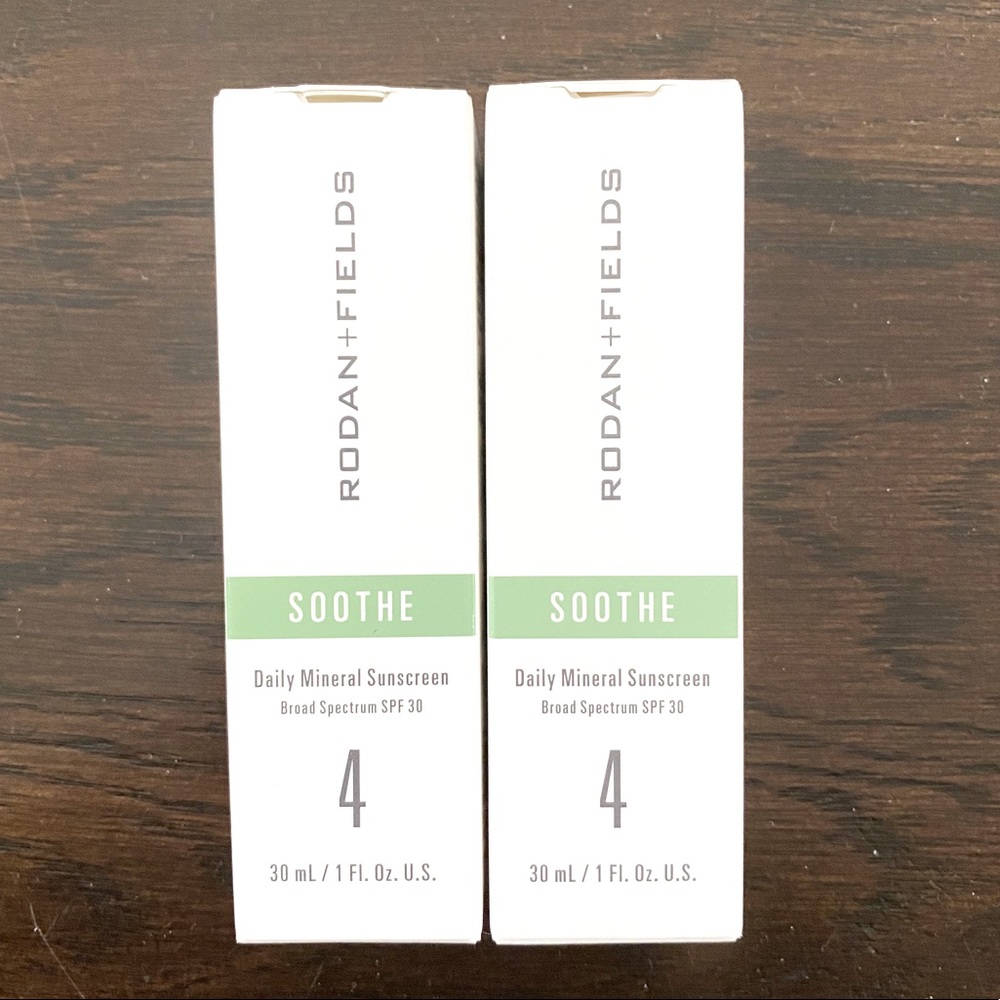 RODAN+FIELDS
SOOTHE
Daily Mineral Sunscreen
Broad Spectrum SPF 30
4
30 mL / 1 Fl. Oz. U.S.
RODAN+FIELDS
SOOTHE
Daily Mineral Sunscreen
Broad Spectrum SPF 30
4
30 mL / 1 Fl. Oz. U.S.